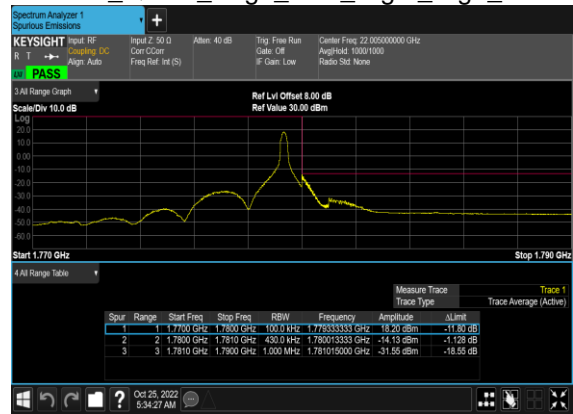 Spectrum Analyzer 1
Spurious Emissions
KEYSIGHT Input: RF Input Z: 50 Ω Atten: 40 dB Trig: Free Run Center Freq: 22.005000000 GHz
R T Coupling: DC Corr CCorr Gate: Off Avg|Hold: 1000/1000
Align: Auto Freq Ref: Int (S) IF Gain: Low Radio Std: None
PASS
3 All Range Graph
Ref Lvl Offset 8.00 dB
Scale/Div 10.0 dB Ref Value 30.00 dBm
Log
20.0
10.0
0.00
-10.0
-20.0
-30.0
-40.0
-50.0
-60.0
Start 1.770 GHz Stop 1.790 GHz
4 All Range Table
Measure Trace Trace 1
Trace Type Trace Average (Active)
Spur Range Start Freq Stop Freq RBW Frequency Amplitude ΔLimit
1 1 1.7700 GHz 1.7800 GHz 100.0 kHz 1.779333333 GHz 18.20 dBm -11.80 dB
2 2 1.7800 GHz 1.7810 GHz 430.0 kHz 1.780013333 GHz -14.13 dBm -1.128 dB
3 3 1.7810 GHz 1.7900 GHz 1.000 MHz 1.781015000 GHz -31.55 dBm -18.55 dB
? Oct 25, 2022
5:34:27 AM